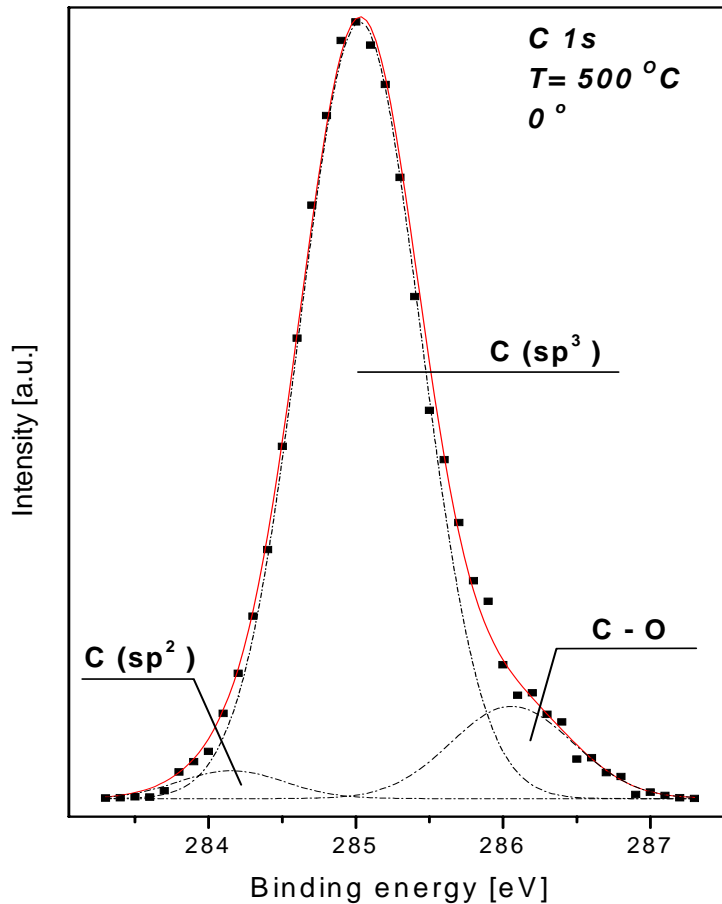 C 1s
T= 500 °C
0 °
C (sp³ )
C - O
C (sp² )
Intensity [a.u.]
284 285 286 287
Binding energy [eV]